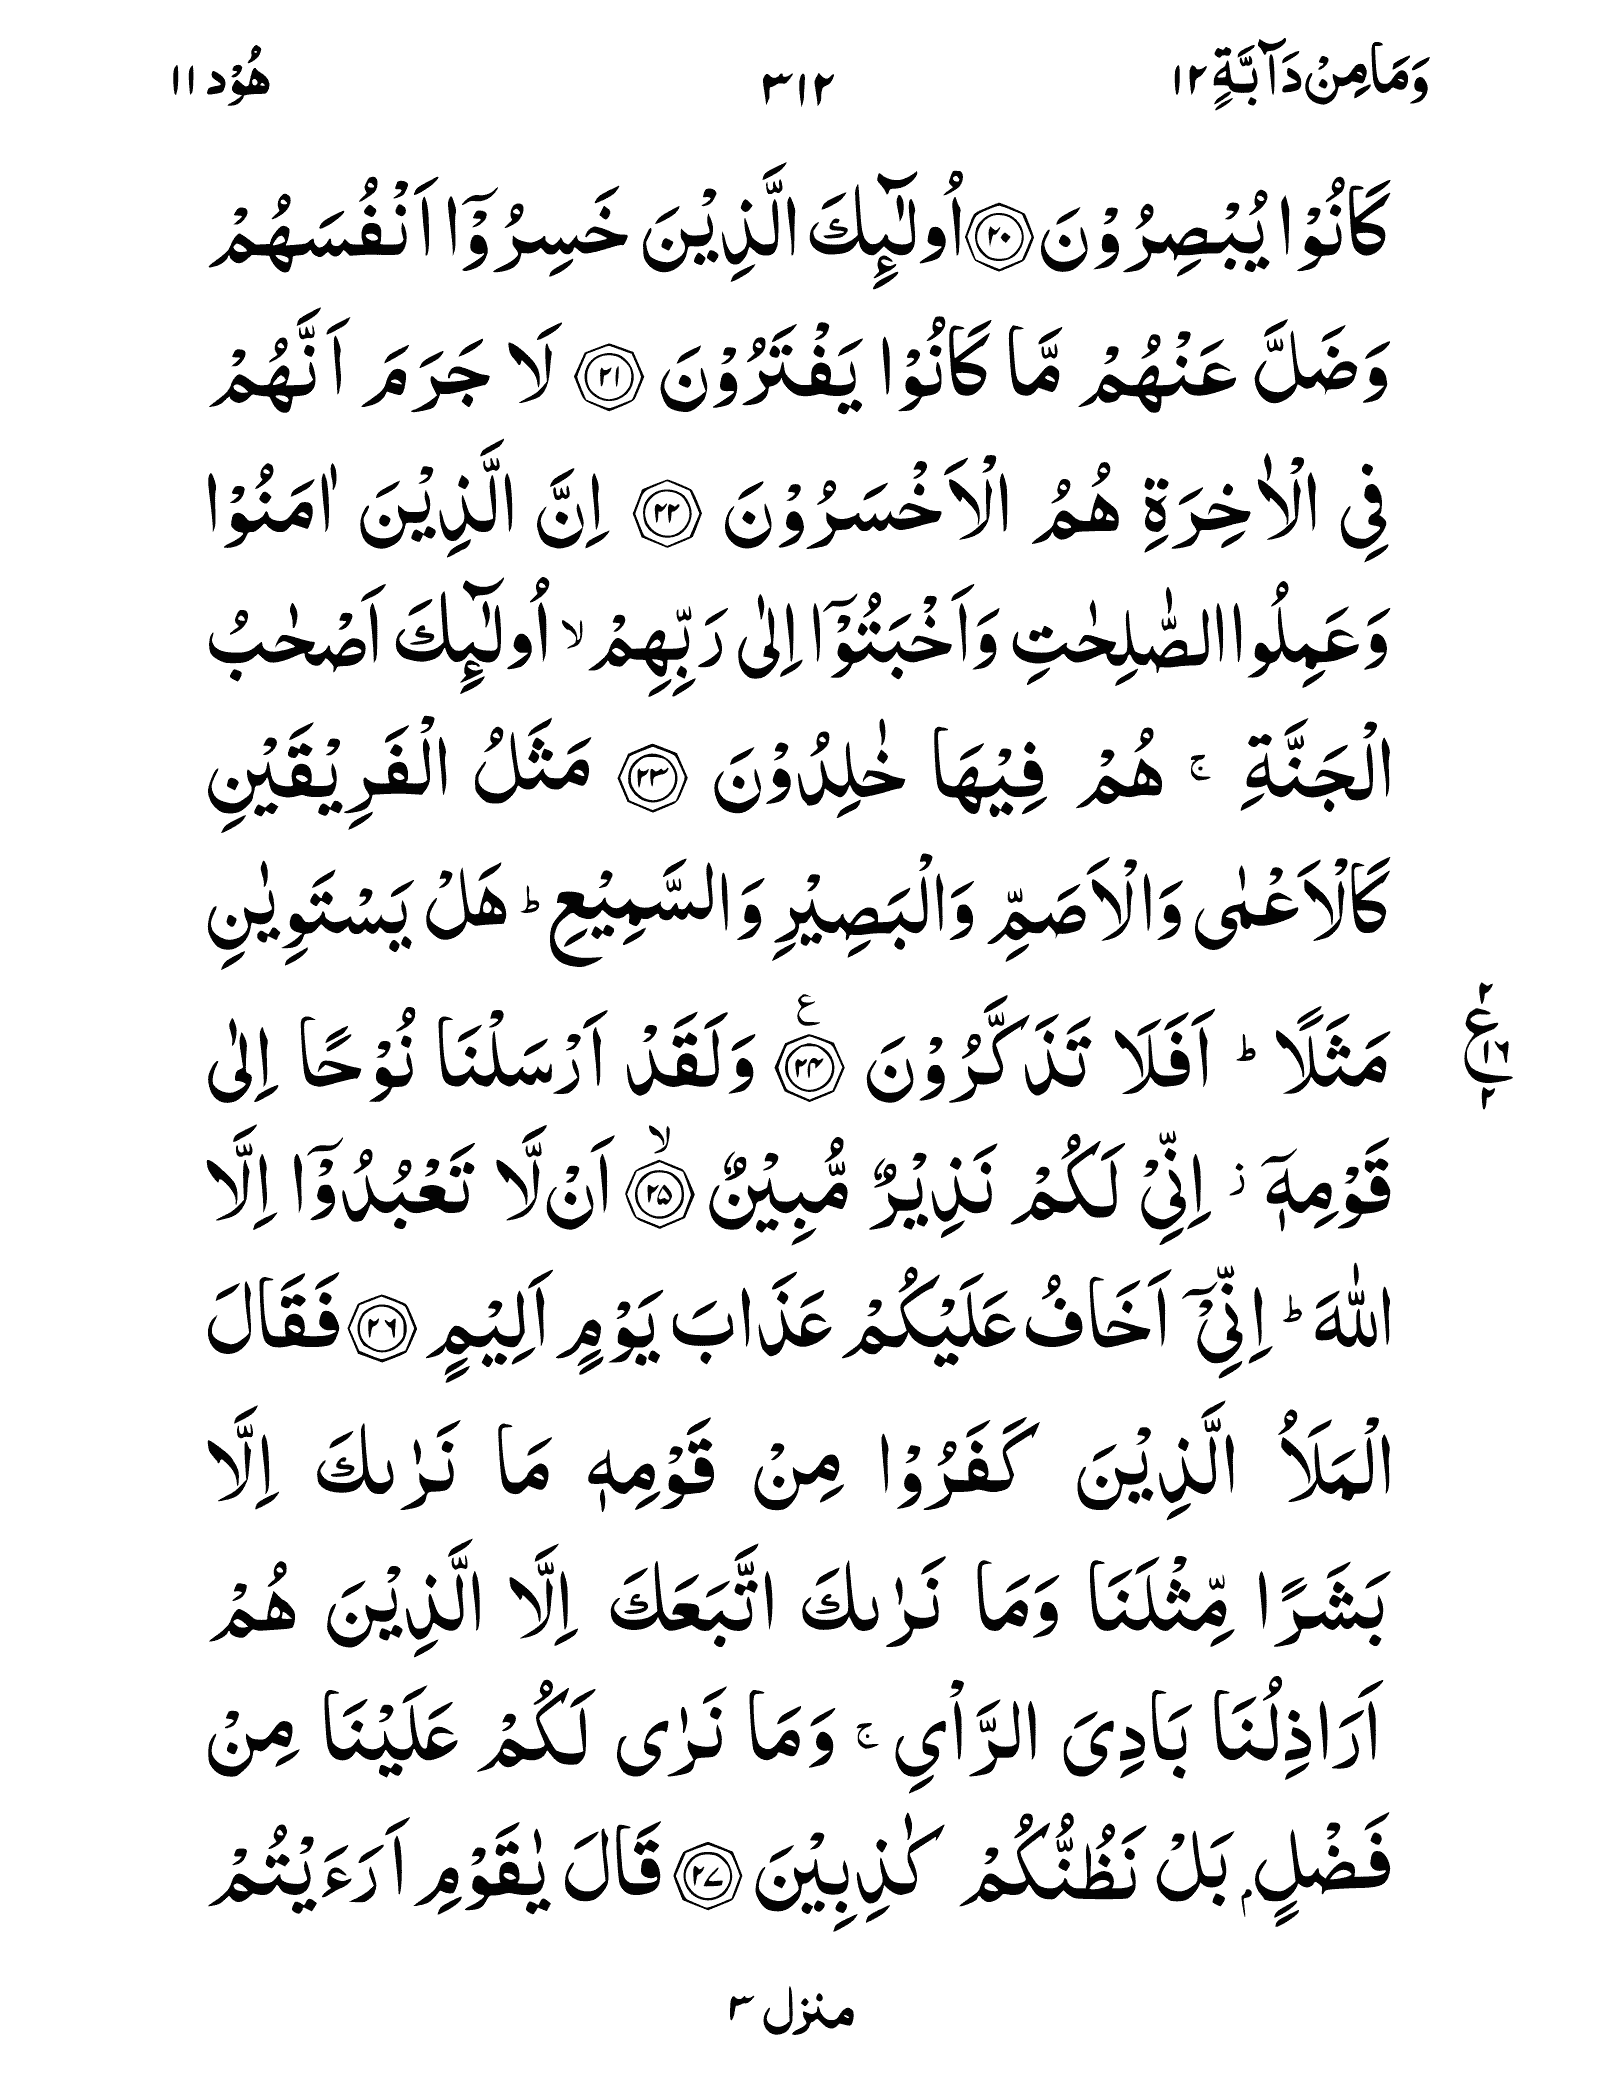 وَمَا مِنْ دَآبَّةٍ ١٢
٣١٢
هُوْد ١١
كَانُوْا يُبْصِرُوْنَ ۝٢٠ اُولٰٓئِكَ الَّذِيْنَ خَسِرُوْٓا اَنْفُسَهُمْ
وَضَلَّ عَنْهُمْ مَّا كَانُوْا يَفْتَرُوْنَ ۝٢١ لَا جَرَمَ اَنَّهُمْ
فِى الْاٰخِرَةِ هُمُ الْاَخْسَرُوْنَ ۝٢٢ اِنَّ الَّذِيْنَ اٰمَنُوْا
وَعَمِلُوا الصّٰلِحٰتِ وَاَخْبَتُوْٓا اِلٰى رَبِّهِمْ ۙ اُولٰٓئِكَ اَصْحٰبُ
الْجَنَّةِ ۚ هُمْ فِيْهَا خٰلِدُوْنَ ۝٢٣ مَثَلُ الْفَرِيْقَيْنِ
كَالْاَعْمٰى وَالْاَصَمِّ وَالْبَصِيْرِ وَالسَّمِيْعِ ؕ هَلْ يَسْتَوِيٰنِ
مَثَلًا ؕ اَفَلَا تَذَكَّرُوْنَ ۝٢٤ ع وَلَقَدْ اَرْسَلْنَا نُوْحًا اِلٰى
٢ ع ١٦ ٢
قَوْمِهٖٓ ز اِنِّىْ لَكُمْ نَذِيْرٌ مُّبِيْنٌ ۝٢٥ ۙ اَنْ لَّا تَعْبُدُوْٓا اِلَّا
اللّٰهَ ؕ اِنِّىْٓ اَخَافُ عَلَيْكُمْ عَذَابَ يَوْمٍ اَلِيْمٍ ۝٢٦ فَقَالَ
الْمَلَاُ الَّذِيْنَ كَفَرُوْا مِنْ قَوْمِهٖ مَا نَرٰىكَ اِلَّا
بَشَرًا مِّثْلَنَا وَمَا نَرٰىكَ اتَّبَعَكَ اِلَّا الَّذِيْنَ هُمْ
اَرَاذِلُنَا بَادِىَ الرَّاْىِ ۚ وَمَا نَرٰى لَكُمْ عَلَيْنَا مِنْ
فَضْلٍۭ بَلْ نَظُنُّكُمْ كٰذِبِيْنَ ۝٢٧ قَالَ يٰقَوْمِ اَرَءَيْتُمْ
منزل ٣